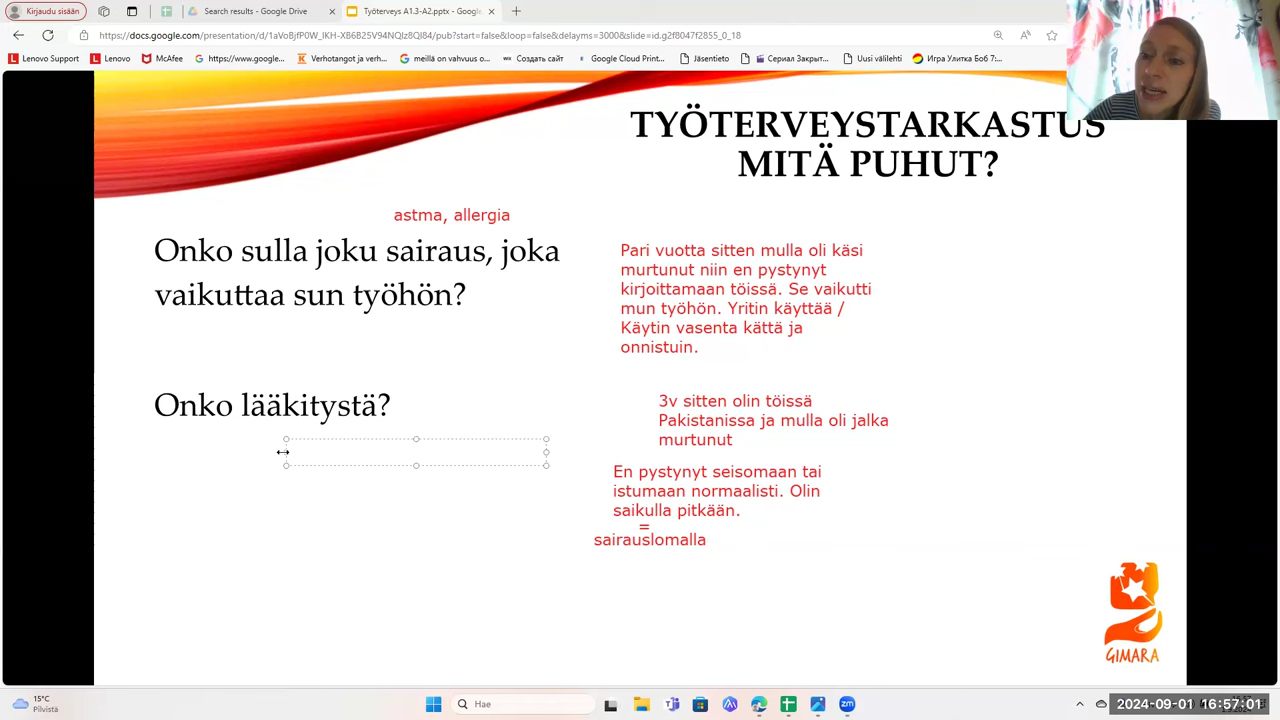 Kirjaudu sisään
Search results - Google Drive
Työterveys A1.3-A2.pptx - Google
https://docs.google.com/presentation/d/1aVoBjfP0W_IKH-XB6B25V94NQlz8Ql84/pub?start=false&loop=false&delayms=3000&slide=id.g2f8047f2855_0_18
Lenovo Support
Lenovo
McAfee
https://www.google...
Verhotangot ja verh...
meillä on vahvuus o...
Создать сайт
Google Cloud Print...
Jäsentieto
Сериал Закрыт...
Uusi välilehti
Игра Улитка Боб 7:...
TYÖTERVEYSTARKASTUS
MITÄ PUHUT?
astma, allergia
Onko sulla joku sairaus, joka
vaikuttaa sun työhön?
Pari vuotta sitten mulla oli käsi
murtunut niin en pystynyt
kirjoittamaan töissä. Se vaikutti
mun työhön. Yritin käyttää /
Käytin vasenta kättä ja
onnistuin.
Onko lääkitystä?
3v sitten olin töissä
Pakistanissa ja mulla oli jalka
murtunut
En pystynyt seisomaan tai
istumaan normaalisti. Olin
saikulla pitkään.
=
sairauslomalla
GIMARA
15°C
Pilvistä
Hae
2024-09-01 16:57:01